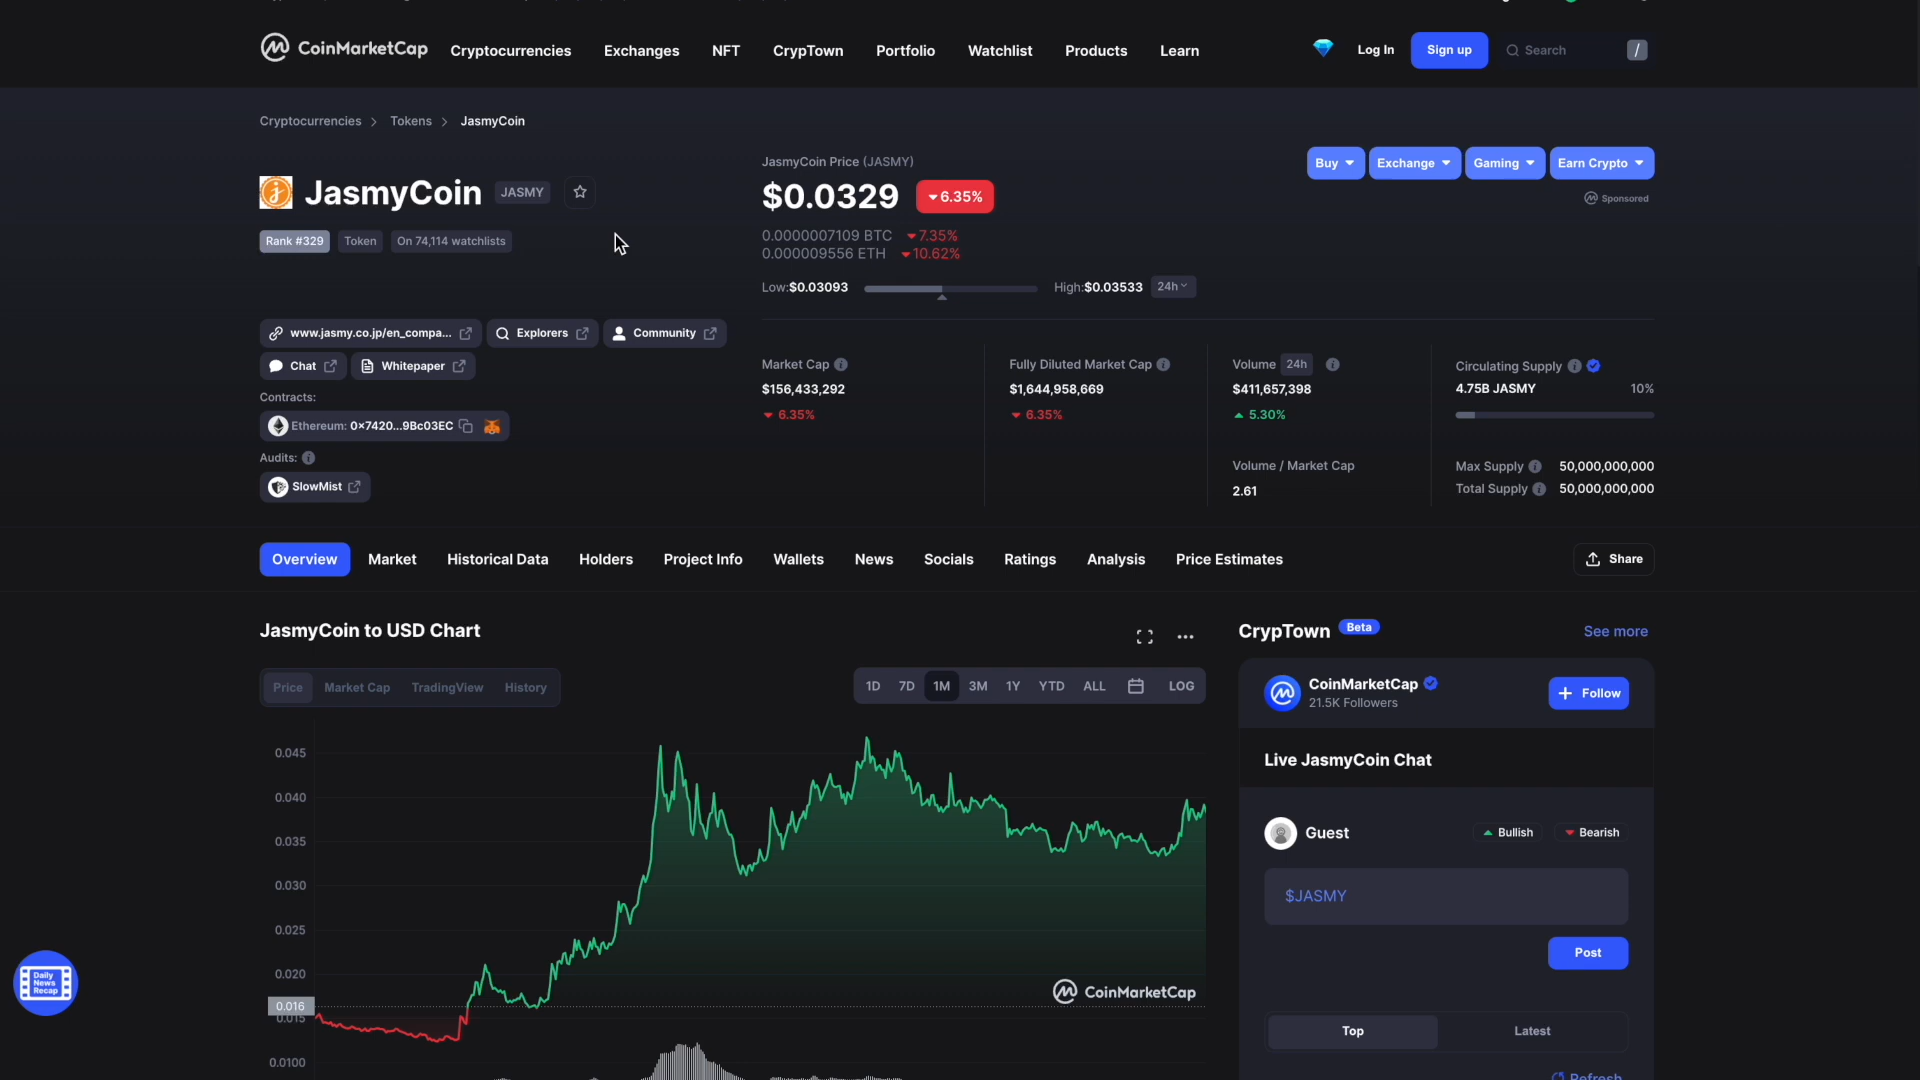 CoinMarketCap
Cryptocurrencies Exchanges NFT CrypTown Portfolio Watchlist Products Learn
Log In Sign up Search /
Cryptocurrencies > Tokens > JasmyCoin
JasmyCoin JASMY
Rank #329 Token On 74,114 watchlists
www.jasmy.co.jp/en_compa... Explorers Community
Chat Whitepaper
Contracts:
Ethereum: 0x7420...9Bc03EC
Audits:
SlowMist
JasmyCoin Price (JASMY)
$0.0329 6.35%
0.0000007109 BTC 7.35%
0.000009556 ETH 10.62%
Low:$0.03093 High:$0.03533 24h
Buy Exchange Gaming Earn Crypto
Sponsored
Market Cap
$156,433,292
6.35%
Fully Diluted Market Cap
$1,644,958,669
6.35%
Volume 24h
$411,657,398
5.30%
Volume / Market Cap
2.61
Circulating Supply
4.75B JASMY 10%
Max Supply 50,000,000,000
Total Supply 50,000,000,000
Overview Market Historical Data Holders Project Info Wallets News Socials Ratings Analysis Price Estimates
Share
JasmyCoin to USD Chart
Price Market Cap TradingView History
1D 7D 1M 3M 1Y YTD ALL LOG
0.045
0.040
0.035
0.030
0.025
0.020
0.016
0.015
0.0100
CoinMarketCap
Daily
News
Recap
CrypTown Beta See more
CoinMarketCap
21.5K Followers
Follow
Live JasmyCoin Chat
Guest Bullish Bearish
$JASMY
Post
Top Latest
Refresh